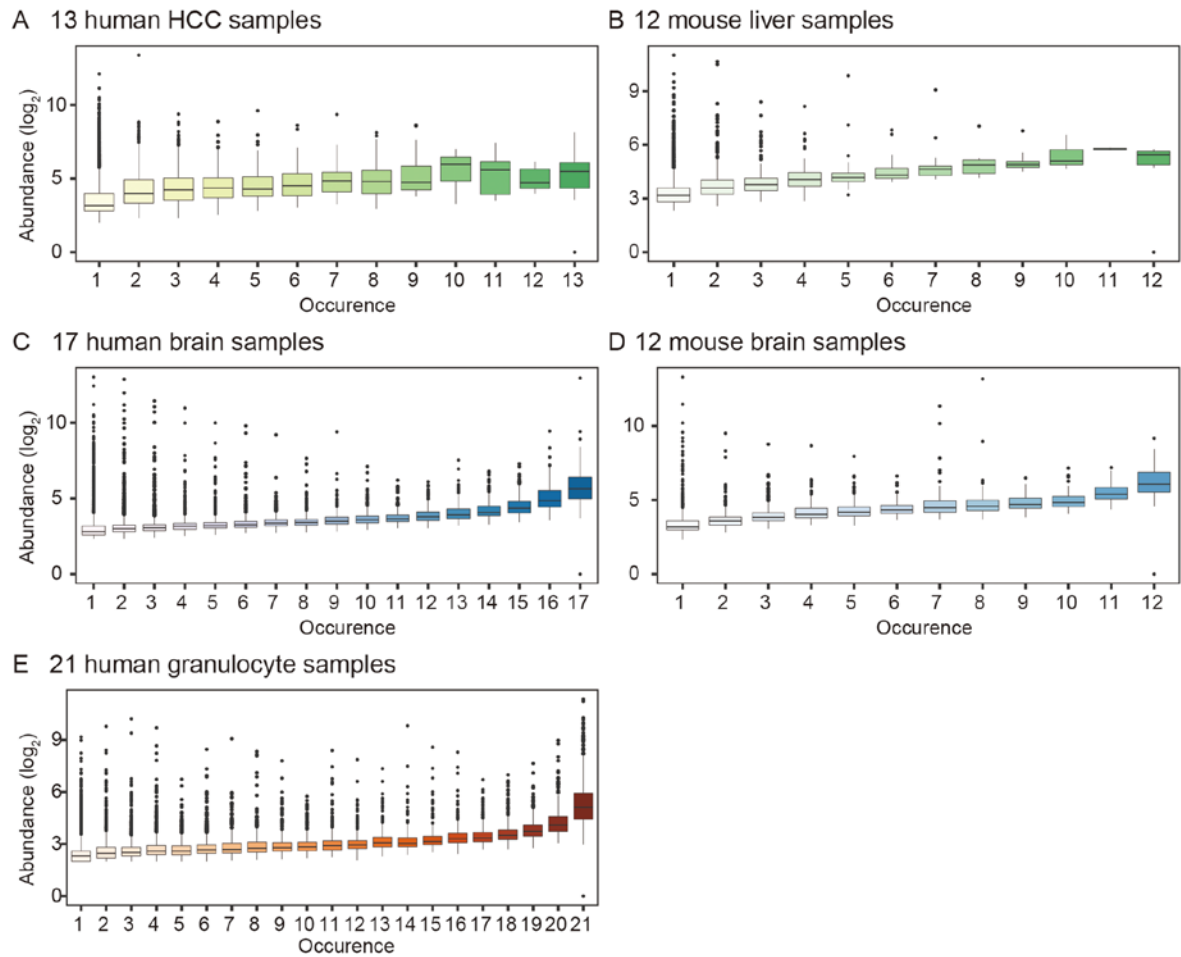 A 13 human HCC samples
Abundance (log2)
10
5
0
1 2 3 4 5 6 7 8 9 10 11 12 13
Occurence
B 12 mouse liver samples
9
6
3
0
1 2 3 4 5 6 7 8 9 10 11 12
Occurence
C 17 human brain samples
Abundance (log2)
10
5
0
1 2 3 4 5 6 7 8 9 10 11 12 13 14 15 16 17
Occurence
D 12 mouse brain samples
10
5
0
1 2 3 4 5 6 7 8 9 10 11 12
Occurence
E 21 human granulocyte samples
Abundance (log2)
9
6
3
0
1 2 3 4 5 6 7 8 9 10 11 12 13 14 15 16 17 18 19 20 21
Occurence